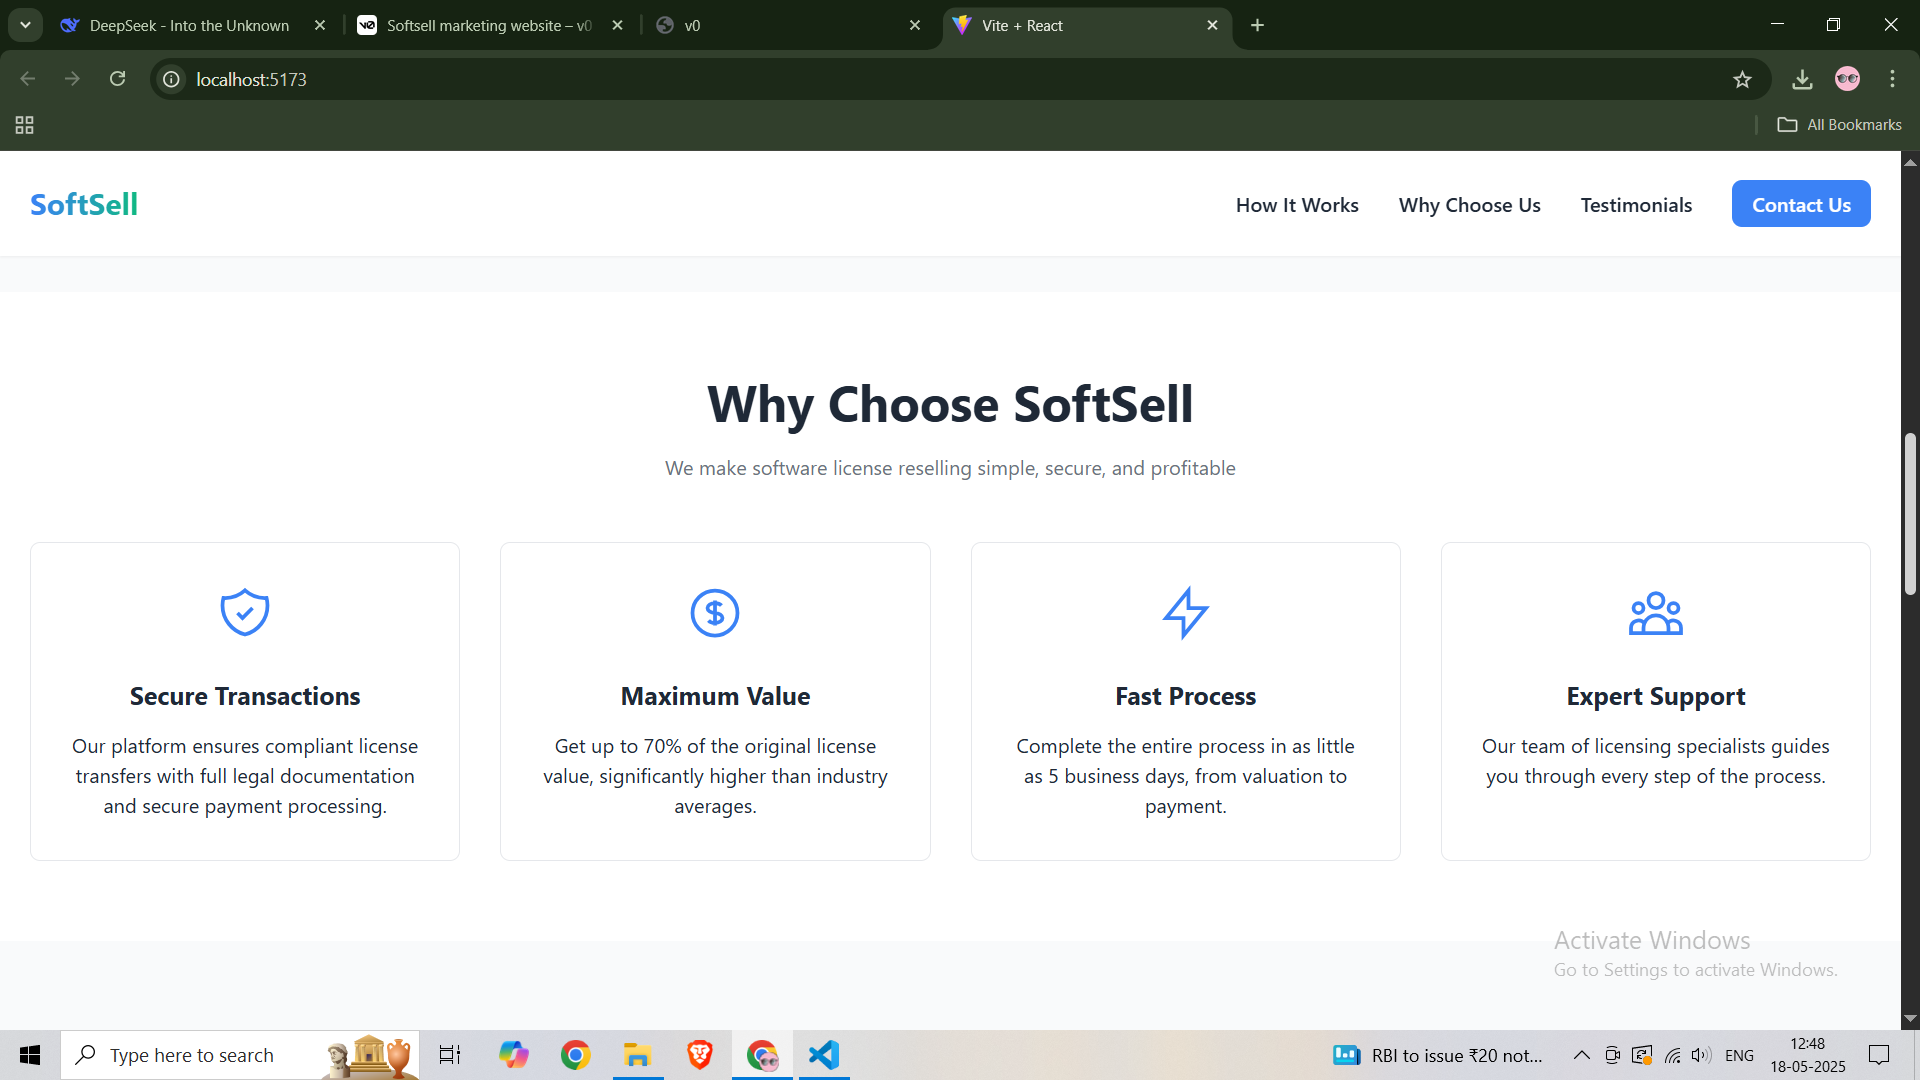 DeepSeek - Into the Unknown
Softsell marketing website – v0
v0
Vite + React
localhost:5173
All Bookmarks
SoftSell
How It Works
Why Choose Us
Testimonials
Contact Us
Why Choose SoftSell
We make software license reselling simple, secure, and profitable
Secure Transactions
Our platform ensures compliant license
transfers with full legal documentation
and secure payment processing.
Maximum Value
Get up to 70% of the original license
value, significantly higher than industry
averages.
Fast Process
Complete the entire process in as little
as 5 business days, from valuation to
payment.
Expert Support
Our team of licensing specialists guides
you through every step of the process.
Activate Windows
Go to Settings to activate Windows.
Type here to search
RBI to issue ₹20 not...
ENG
12:48
18-05-2025